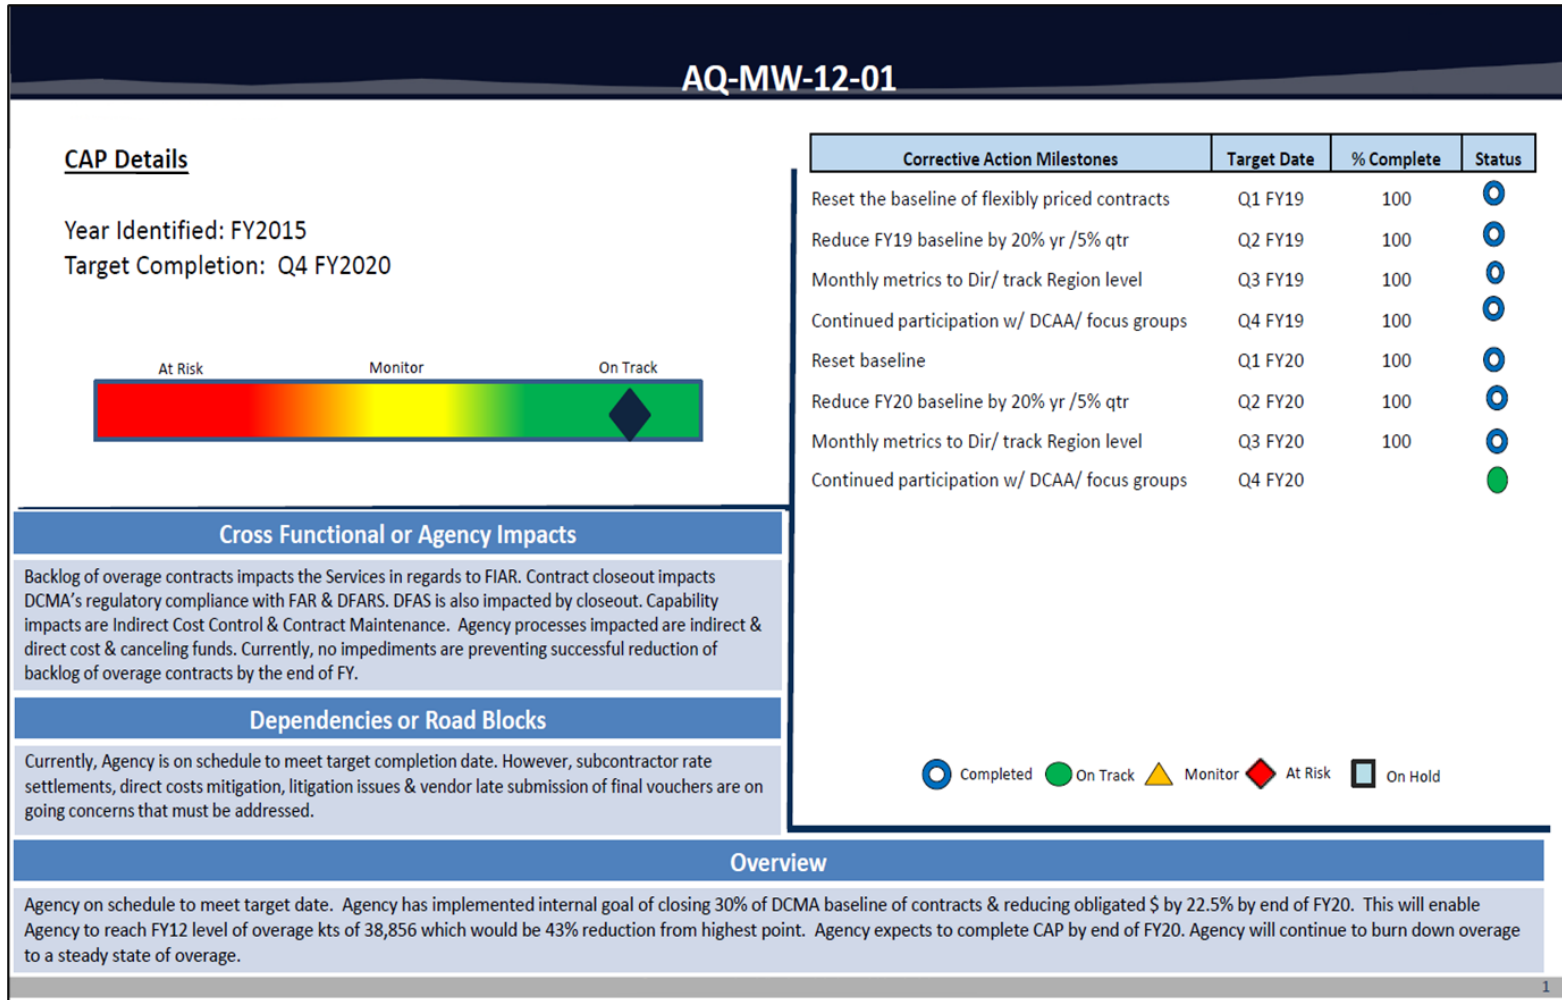 AQ-MW-12-01
CAP Details
Year Identified: FY2015
Target Completion:  Q4 FY2020
At Risk Monitor On Track
Corrective Action Milestones Target Date % Complete Status
Reset the baseline of flexibly priced contracts Q1 FY19 100
Reduce FY19 baseline by 20% yr /5% qtr Q2 FY19 100
Monthly metrics to Dir/ track Region level Q3 FY19 100
Continued participation w/ DCAA/ focus groups Q4 FY19 100
Reset baseline Q1 FY20 100
Reduce FY20 baseline by 20% yr /5% qtr Q2 FY20 100
Monthly metrics to Dir/ track Region level Q3 FY20 100
Continued participation w/ DCAA/ focus groups Q4 FY20
Completed On Track Monitor At Risk On Hold
Cross Functional or Agency Impacts
Backlog of overage contracts impacts the Services in regards to FIAR. Contract closeout impacts
DCMA's regulatory compliance with FAR & DFARS. DFAS is also impacted by closeout. Capability
impacts are Indirect Cost Control & Contract Maintenance.  Agency processes impacted are indirect &
direct cost & canceling funds. Currently, no impediments are preventing successful reduction of
backlog of overage contracts by the end of FY.
Dependencies or Road Blocks
Currently, Agency is on schedule to meet target completion date. However, subcontractor rate
settlements, direct costs mitigation, litigation issues & vendor late submission of final vouchers are on
going concerns that must be addressed.
Overview
Agency on schedule to meet target date.  Agency has implemented internal goal of closing 30% of DCMA baseline of contracts & reducing obligated $ by 22.5% by end of FY20.  This will enable
Agency to reach FY12 level of overage kts of 38,856 which would be 43% reduction from highest point.  Agency expects to complete CAP by end of FY20. Agency will continue to burn down overage
to a steady state of overage.
1